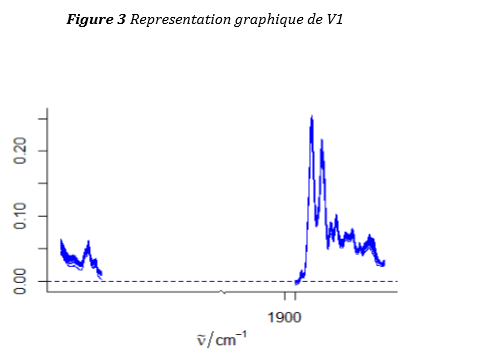 Figure 3 Representation graphique de V1
0.20
0.10
0.00
1900
ṽ/cm⁻¹